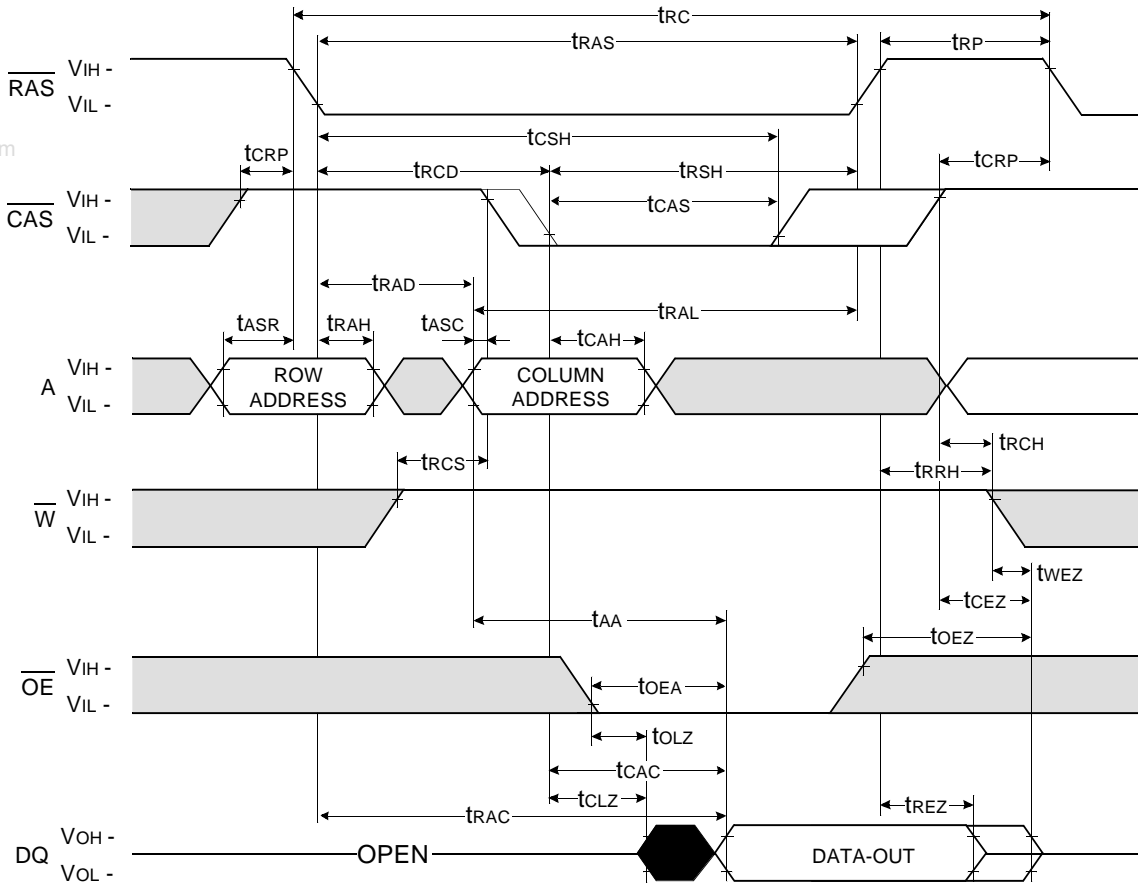 tRC
tRAS
tRP
RAS
VIH -
VIL -
tCSH
m
tCRP
tRCD
tRSH
tCRP
CAS
VIH -
VIL -
tCAS
tRAD
tRAL
tASR
tRAH
tASC
tCAH
A
VIH -
VIL -
ROW
ADDRESS
COLUMN
ADDRESS
tRCS
tRCH
tRRH
W
VIH -
VIL -
tWEZ
tCEZ
tAA
tOEZ
OE
VIH -
VIL -
tOEA
tOLZ
tCAC
tCLZ
tRAC
tREZ
DQ
VOH -
VOL -
OPEN
DATA-OUT